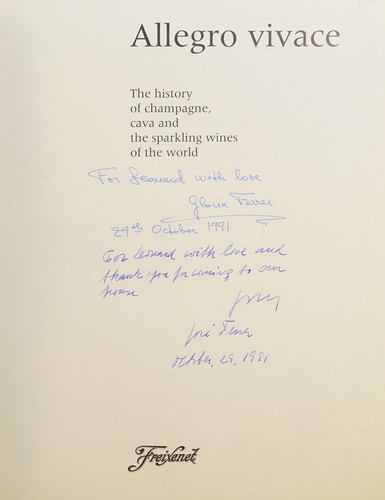 Allegro vivace
The history
of champagne,
cava and
the sparkling wines
of the world
For Leonard with love
Gloria Ferrer
29th October 1991
For Leonard with love and
thank you for coming to our
house
José Ferrer
October, 29, 1991
Freixenet